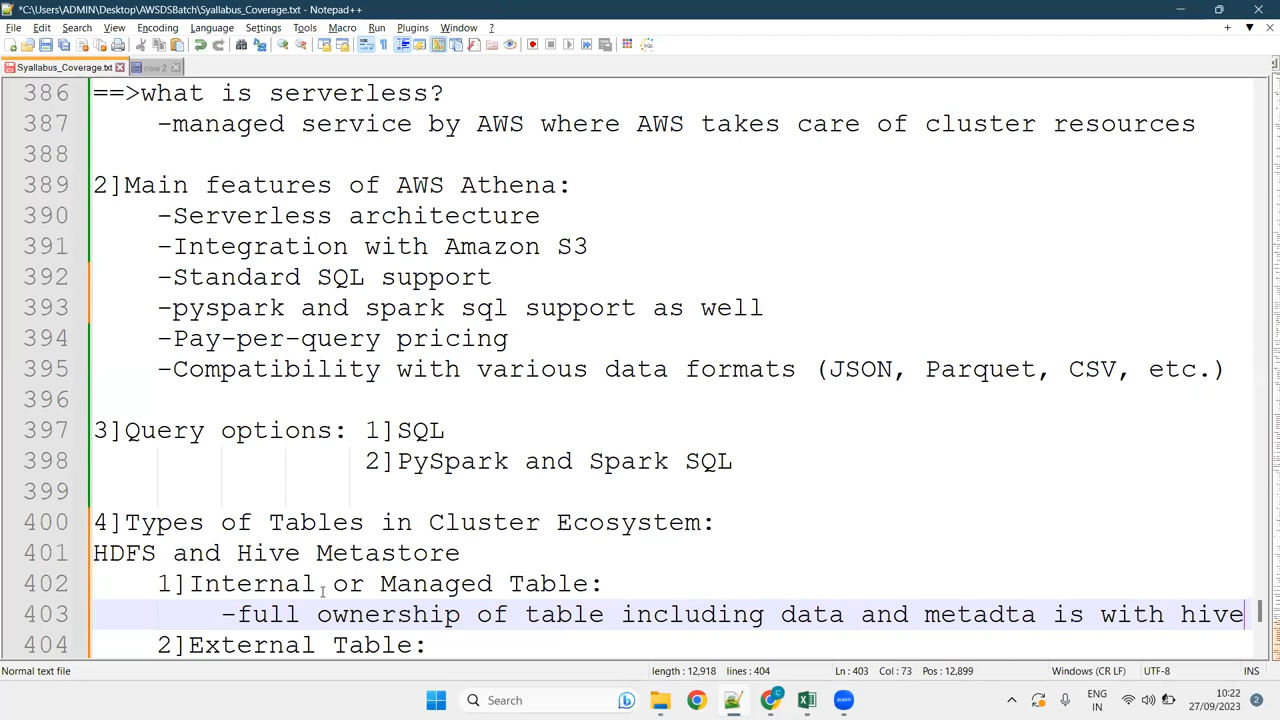 *C:\Users\ADMIN\Desktop\AWSDSBatch\Syallabus_Coverage.txt - Notepad++
File Edit Search View Encoding Language Settings Tools Macro Run Plugins Window ?
Syallabus_Coverage.txt new 2
386 ==>what is serverless?
387 -managed service by AWS where AWS takes care of cluster resources
388
389 2]Main features of AWS Athena:
390 -Serverless architecture
391 -Integration with Amazon S3
392 -Standard SQL support
393 -pyspark and spark sql support as well
394 -Pay-per-query pricing
395 -Compatibility with various data formats (JSON, Parquet, CSV, etc.)
396
397 3]Query options: 1]SQL
398 2]PySpark and Spark SQL
399
400 4]Types of Tables in Cluster Ecosystem:
401 HDFS and Hive Metastore
402 1]Internal or Managed Table:
403 -full ownership of table including data and metadta is with hive
404 2]External Table:
Normal text file length : 12,918 lines : 404 Ln : 403 Col : 73 Pos : 12,899 Windows (CR LF) UTF-8 INS
Search ENG IN 10:22 27/09/2023 2